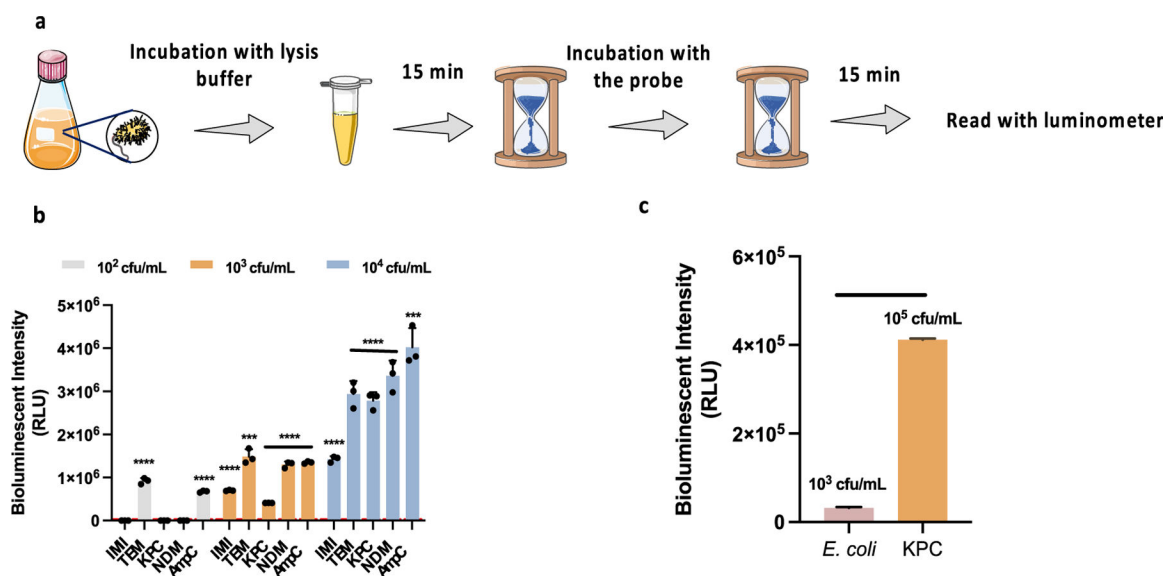 a
Incubation with lysis
buffer
15 min
Incubation with
the probe
15 min
Read with luminometer
b
10² cfu/mL
10³ cfu/mL
10⁴ cfu/mL
Bioluminescent Intensity
(RLU)
5×10⁶
4×10⁶
3×10⁶
2×10⁶
1×10⁶
0
****
****
****
***
****
****
****
***
IMI
TEM
KPC
NDM
AmpC
IMI
TEM
KPC
NDM
AmpC
IMI
TEM
KPC
NDM
AmpC
c
Bioluminescent Intensity
(RLU)
6×10⁵
4×10⁵
2×10⁵
0
10³ cfu/mL
10⁵ cfu/mL
E. coli
KPC